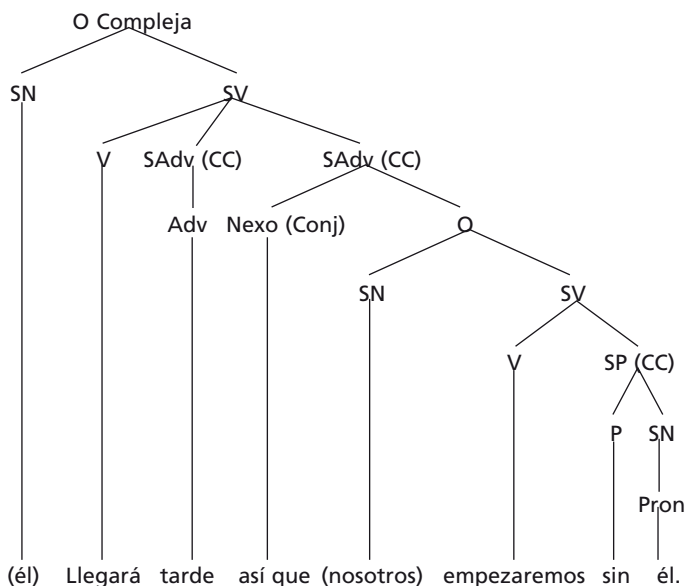 O Compleja
SN SV
V SAdv (CC) SAdv (CC)
Adv Nexo (Conj) O
SN SV
V SP (CC)
P SN
Pron
(él) Llegará tarde así que (nosotros) empezaremos sin él.